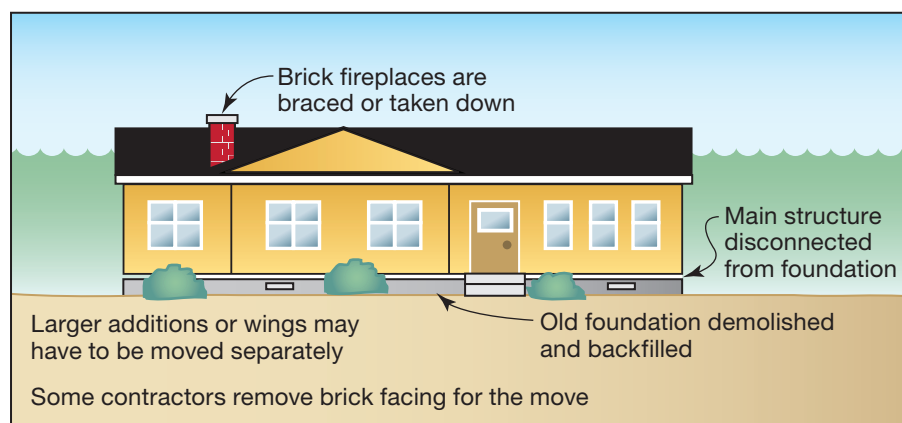 Brick fireplaces are
braced or taken down
Main structure
disconnected
from foundation
Larger additions or wings may
have to be moved separately
Old foundation demolished
and backfilled
Some contractors remove brick facing for the move